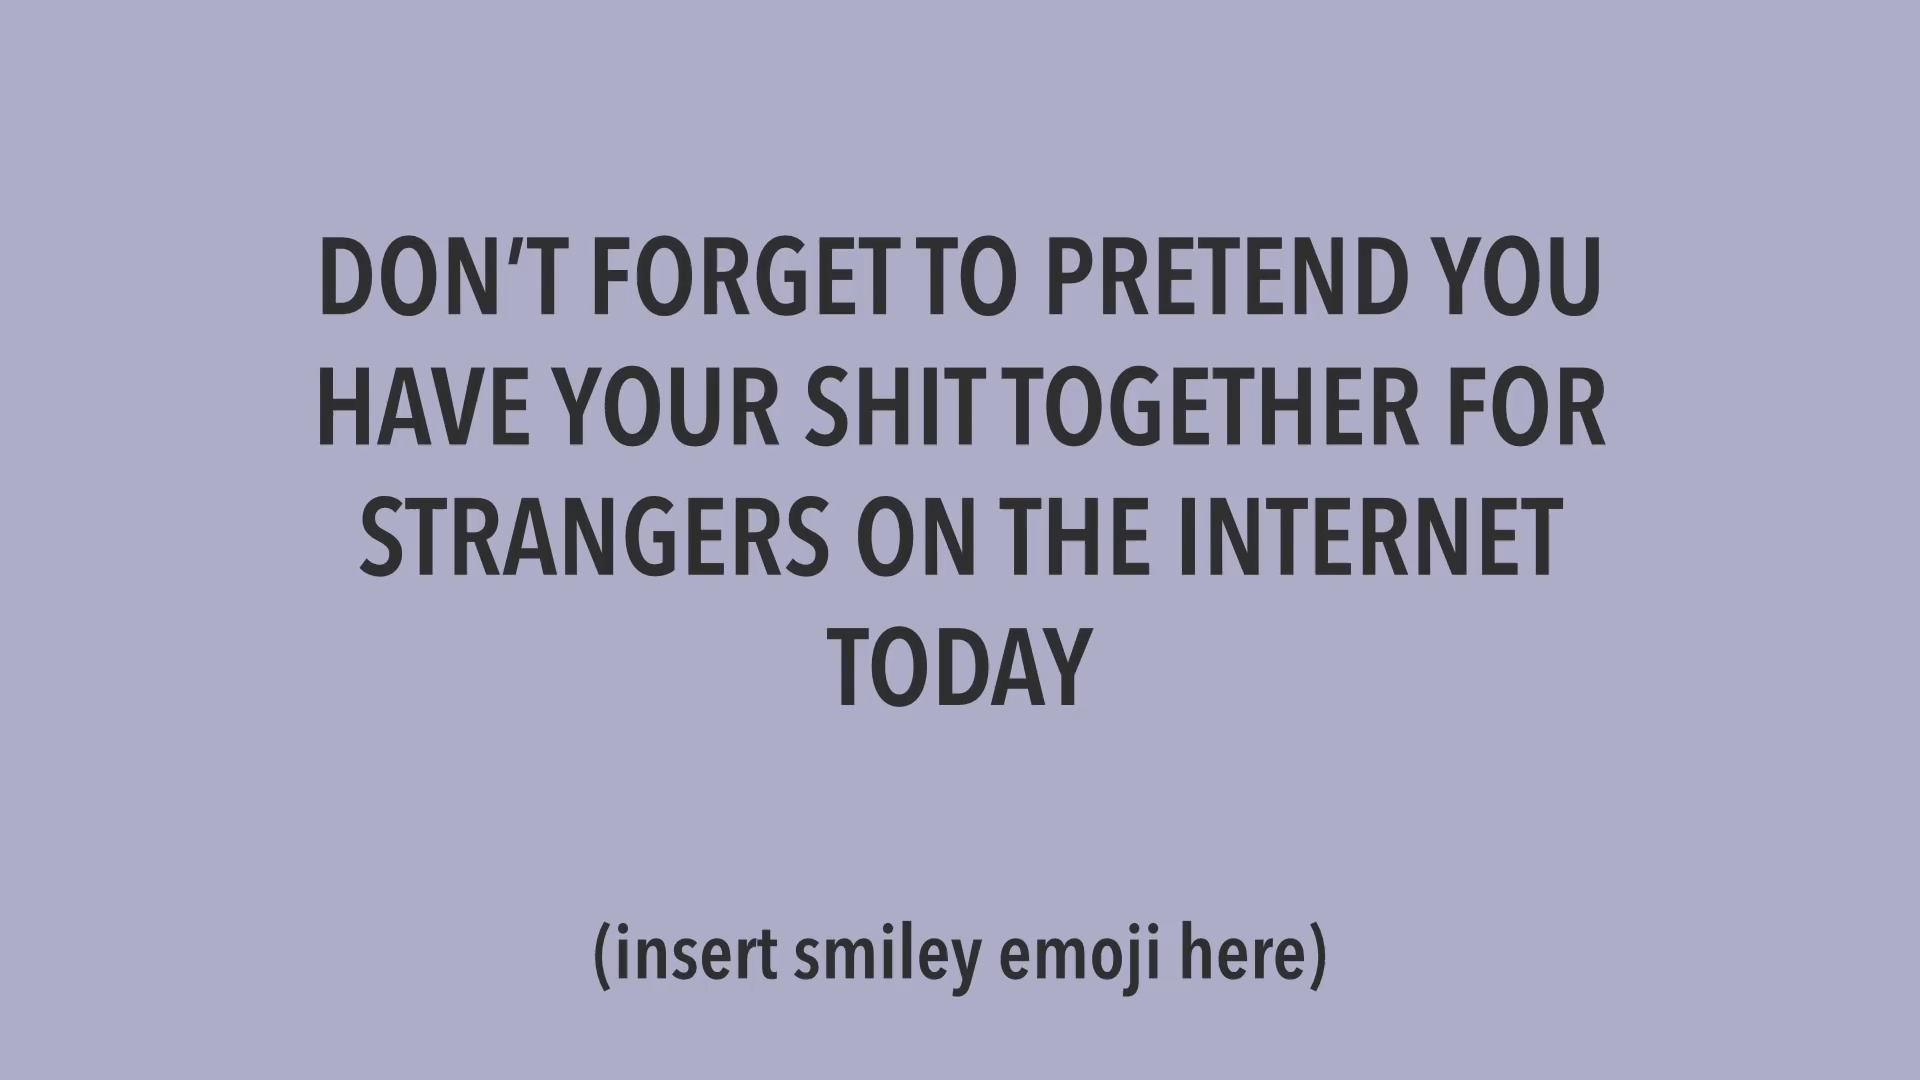 DON’T FORGET TO PRETEND YOU
HAVE YOUR SHIT TOGETHER FOR
STRANGERS ON THE INTERNET
TODAY
(insert smiley emoji here)